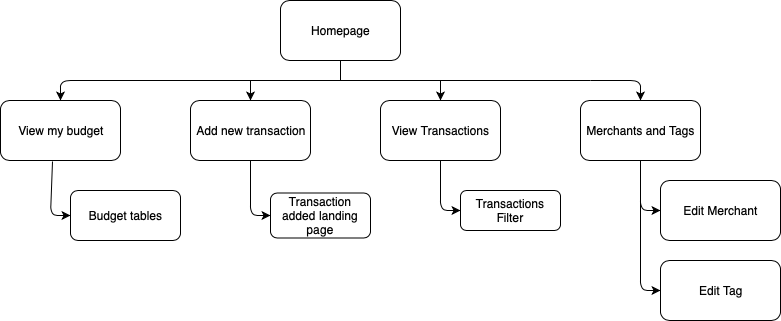 Homepage
View my budget
Add new transaction
View Transactions
Merchants and Tags
Budget tables
Transaction
added landing
page
Transactions
Filter
Edit Merchant
Edit Tag